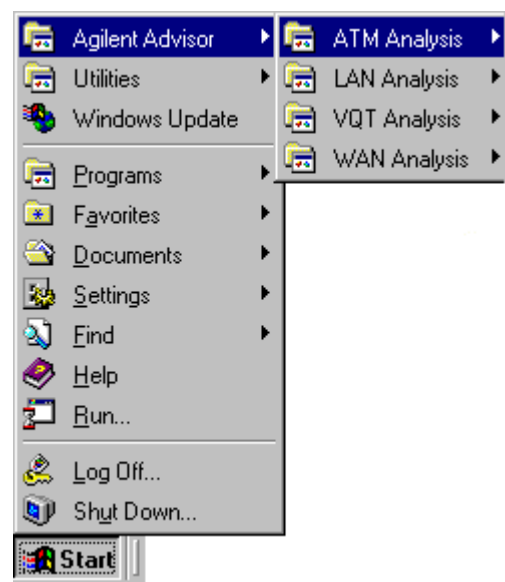 Agilent Advisor
Utilities
Windows Update
Programs
Favorites
Documents
Settings
Find
Help
Run...
Log Off...
Shut Down...
Start
ATM Analysis
LAN Analysis
VQT Analysis
WAN Analysis